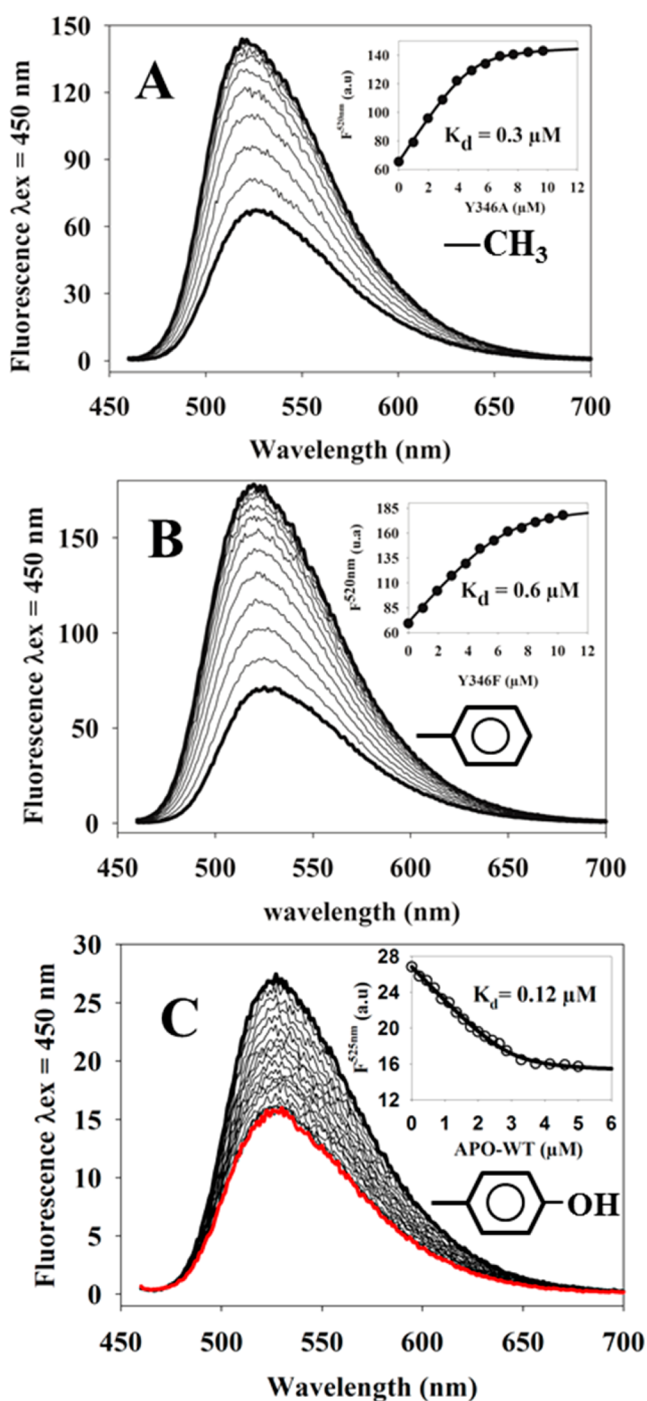 A
Fluorescence λex = 450 nm
150
120
90
60
30
0
450 500 550 600 650 700
Wavelength (nm)
F520nm (a.u)
140
120
100
80
60
0 2 4 6 8 10 12
Y346A (µM)
Kd = 0.3 µM
—CH3
B
Fluorescence λex = 450 nm
150
100
50
0
450 500 550 600 650 700
wavelength (nm)
F520nm (u.a)
185
160
135
110
85
60
0 2 4 6 8 10 12
Y346F (µM)
Kd = 0.6 µM
C
Fluorescence λex = 450 nm
30
25
20
15
10
5
0
450 500 550 600 650 700
Wavelength (nm)
F525nm (a.u)
28
24
20
16
12
0 1 2 3 4 5 6
APO-WT (µM)
Kd= 0.12 µM
OH